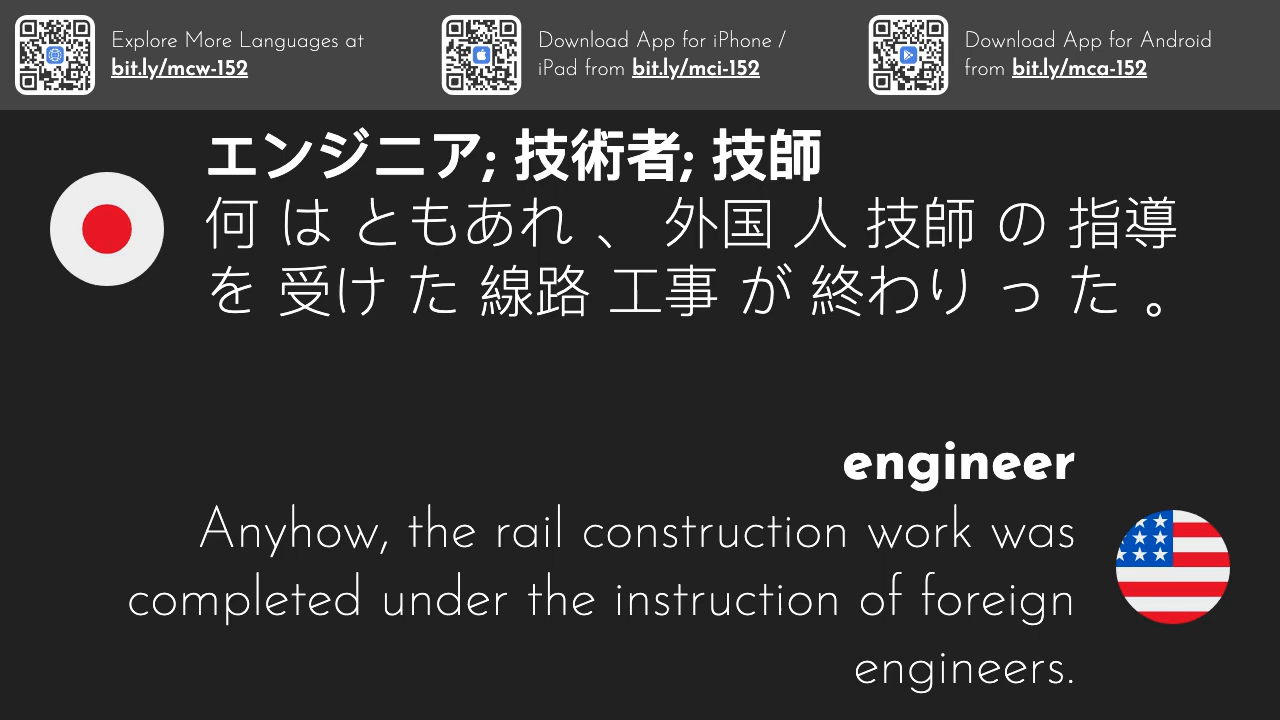 Explore More Languages at
bit.ly/mcw-152
Download App for iPhone /
iPad from bit.ly/mci-152
Download App for Android
from bit.ly/mca-152
エンジニア; 技術者; 技師
何 は ともあれ 、 外国 人 技師 の 指導
を 受け た 線路 工事 が 終わり っ た 。
engineer
Anyhow, the rail construction work was
completed under the instruction of foreign
engineers.